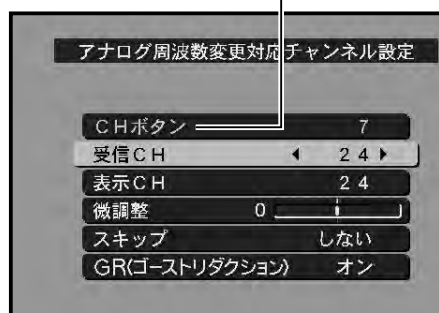 アナログ周波数変更対応チャンネル設定
CHボタン 7
受信CH 24
表示CH 24
微調整 0
スキップ しない
GR(ゴーストリダクション) オン